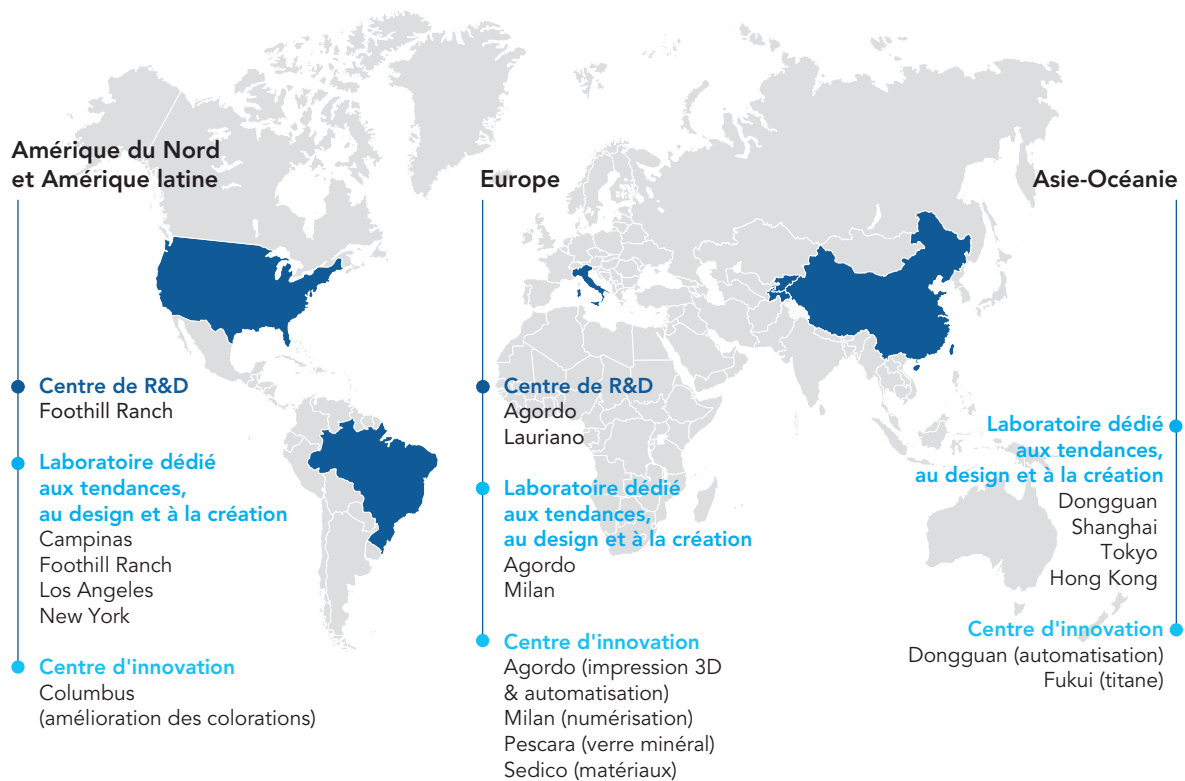 Amérique du Nord
et Amérique latine
Centre de R&D
Foothill Ranch
Laboratoire dédié
aux tendances,
au design et à la création
Campinas
Foothill Ranch
Los Angeles
New York
Centre d'innovation
Columbus
(amélioration des colorations)
Europe
Centre de R&D
Agordo
Lauriano
Laboratoire dédié
aux tendances,
au design et à la création
Agordo
Milan
Centre d'innovation
Agordo (impression 3D
& automatisation)
Milan (numérisation)
Pescara (verre minéral)
Sedico (matériaux)
Asie-Océanie
Laboratoire dédié
aux tendances,
au design et à la création
Dongguan
Shanghai
Tokyo
Hong Kong
Centre d'innovation
Dongguan (automatisation)
Fukui (titane)